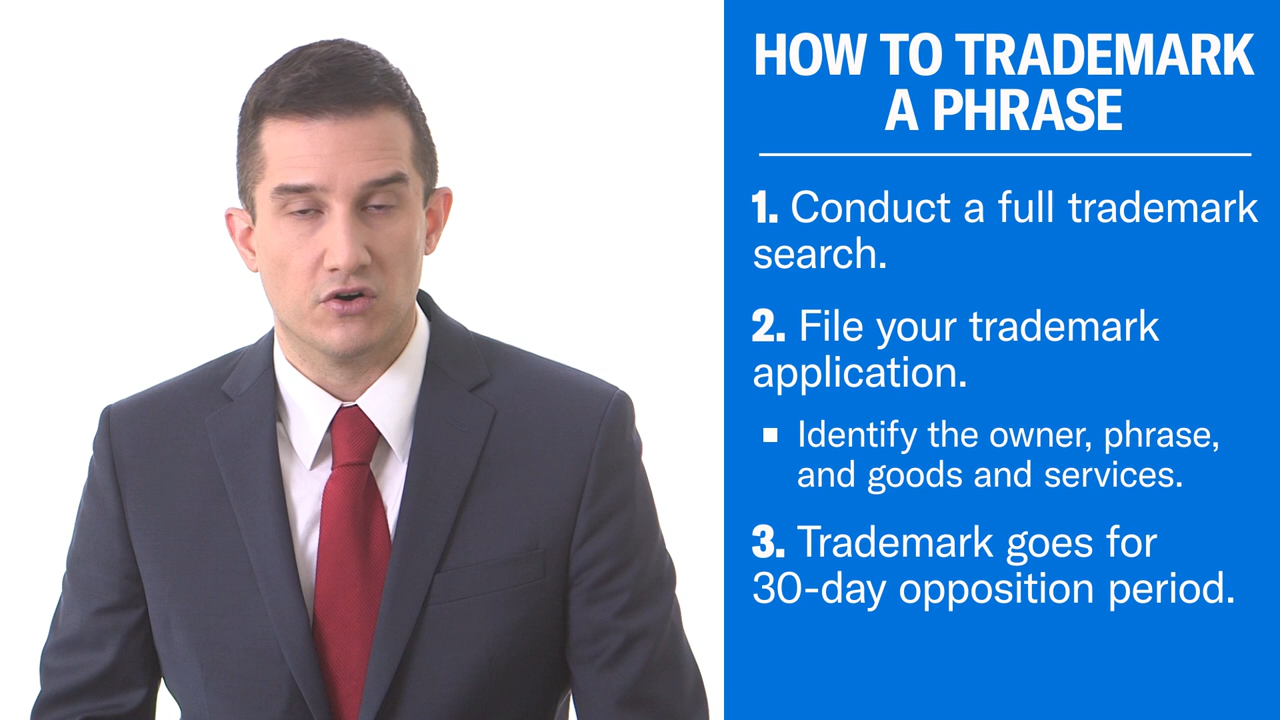 HOW TO TRADEMARK
A PHRASE
1. Conduct a full trademark
search.
2. File your trademark
application.
▪ Identify the owner, phrase,
and goods and services.
3. Trademark goes for
30-day opposition period.